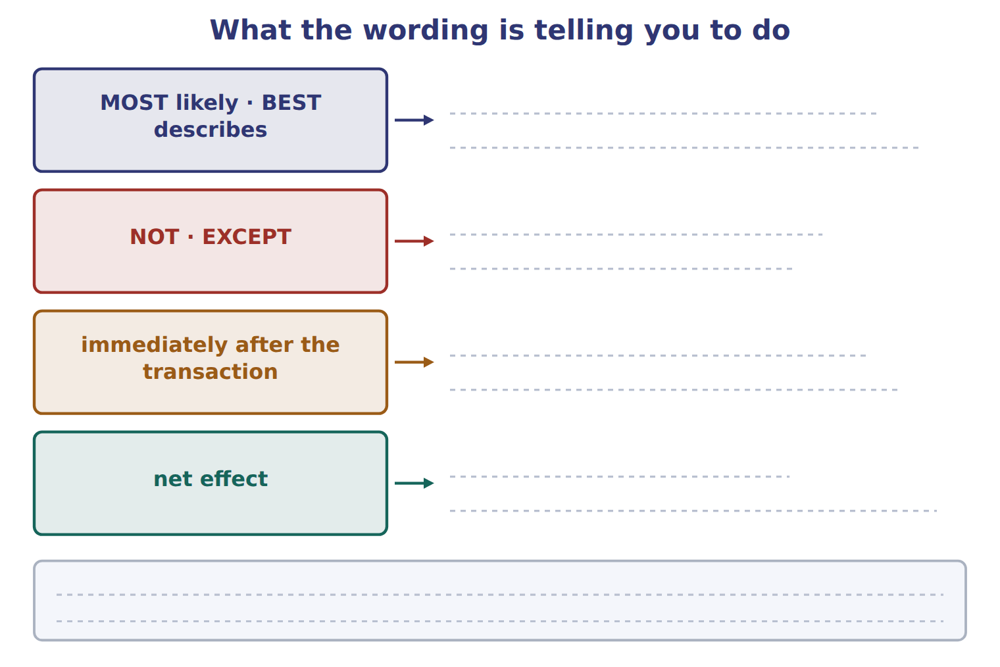 What the wording is telling you to do
MOST likely · BEST
describes
NOT · EXCEPT
immediately after the
transaction
net effect